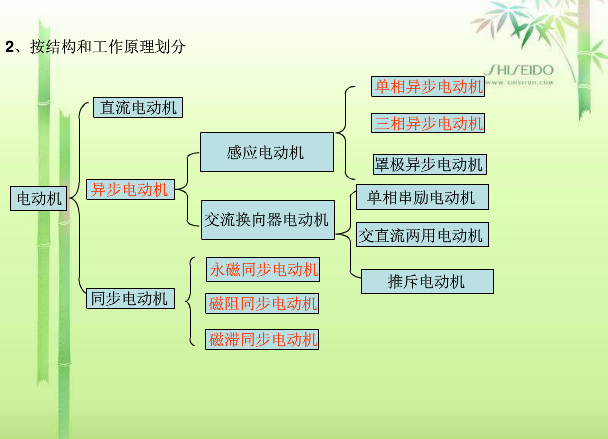 2、按结构和工作原理划分
SHISEIDO
WWW.SHISEIDO.COM
电动机
直流电动机
异步电动机
感应电动机
单相异步电动机
三相异步电动机
罩极异步电动机
交流换向器电动机
单相串励电动机
交直流两用电动机
推斥电动机
同步电动机
永磁同步电动机
磁阻同步电动机
磁滞同步电动机